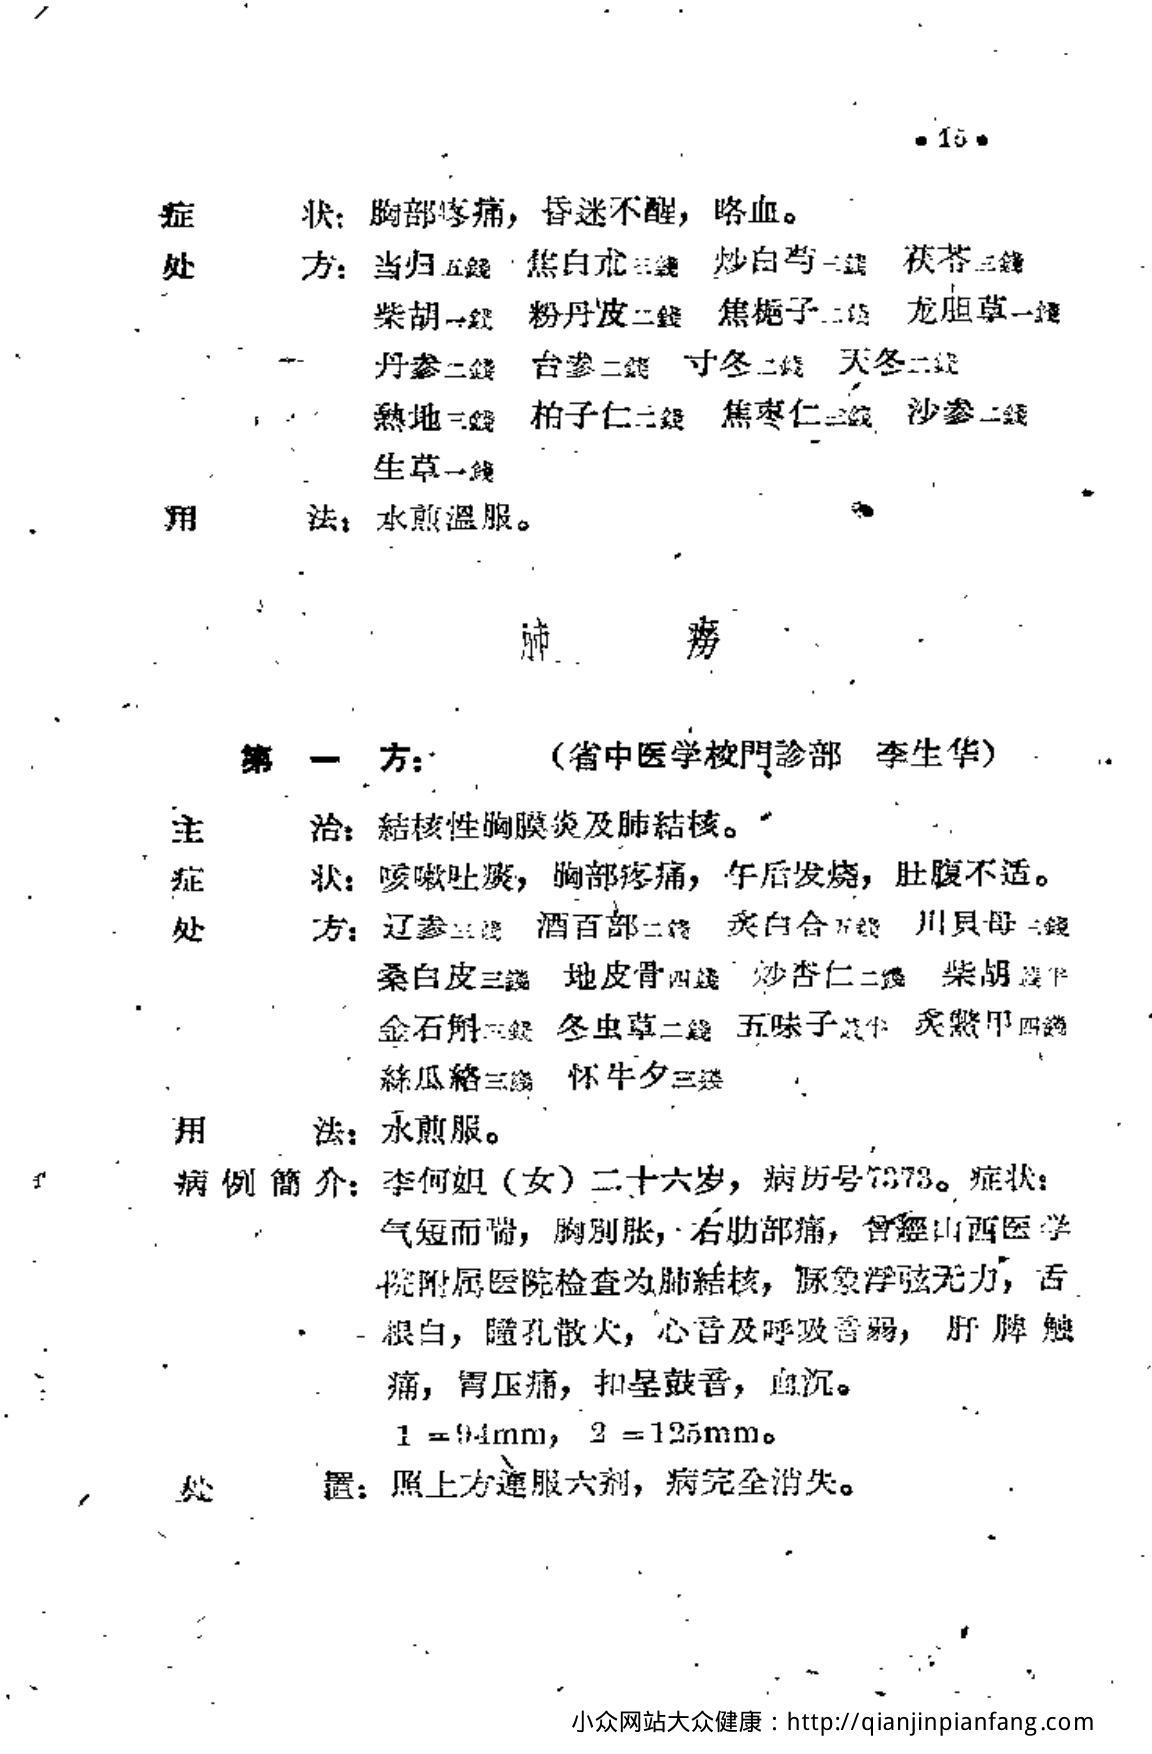 • 15 •
症　　状：胸部疼痛，昏迷不醒，咯血。
处　　方：当归五錢　焦白朮三錢　炒白芍二錢　茯苓三錢
柴胡一錢　粉丹皮二錢　焦梔子二錢　龙胆草一錢
丹参二錢　台参二錢　寸冬二錢　天冬二錢
熟地三錢　柏子仁二錢　焦枣仁三錢　沙参二錢
生草一錢
用　　法：水煎溫服。
肺　　癆
第一方：　　（省中医学校門診部　李生华）
主　　治：結核性胸膜炎及肺結核。
症　　状：咳嗽吐痰，胸部疼痛，午后发烧，肚腹不适。
处　　方：辽参三錢　酒百部二錢　炙白合五錢　川貝母二錢
桑白皮三錢　地皮骨四錢　炒杏仁二錢　柴胡錢半
金石斛三錢　冬虫草二錢　五味子錢半　炙鱉甲四錢
絲瓜絡三錢　怀牛夕三錢
用　　法：水煎服。
病例簡介：李何妲（女）二十六岁，病历号7373。症状：
气短而喘，胸別胀，右肋部痛，曾經山西医学
院附属医院检查为肺結核，脉象浮弦无力，舌
根白，瞳孔散大，心音及呼吸音弱，肝脾触
痛，胃压痛，扣呈鼓音，血沉。
1＝94mm，2＝125mm。
处　　置：照上方連服六剂，病完全消失。
小众网站大众健康：http://qianjinpianfang.com